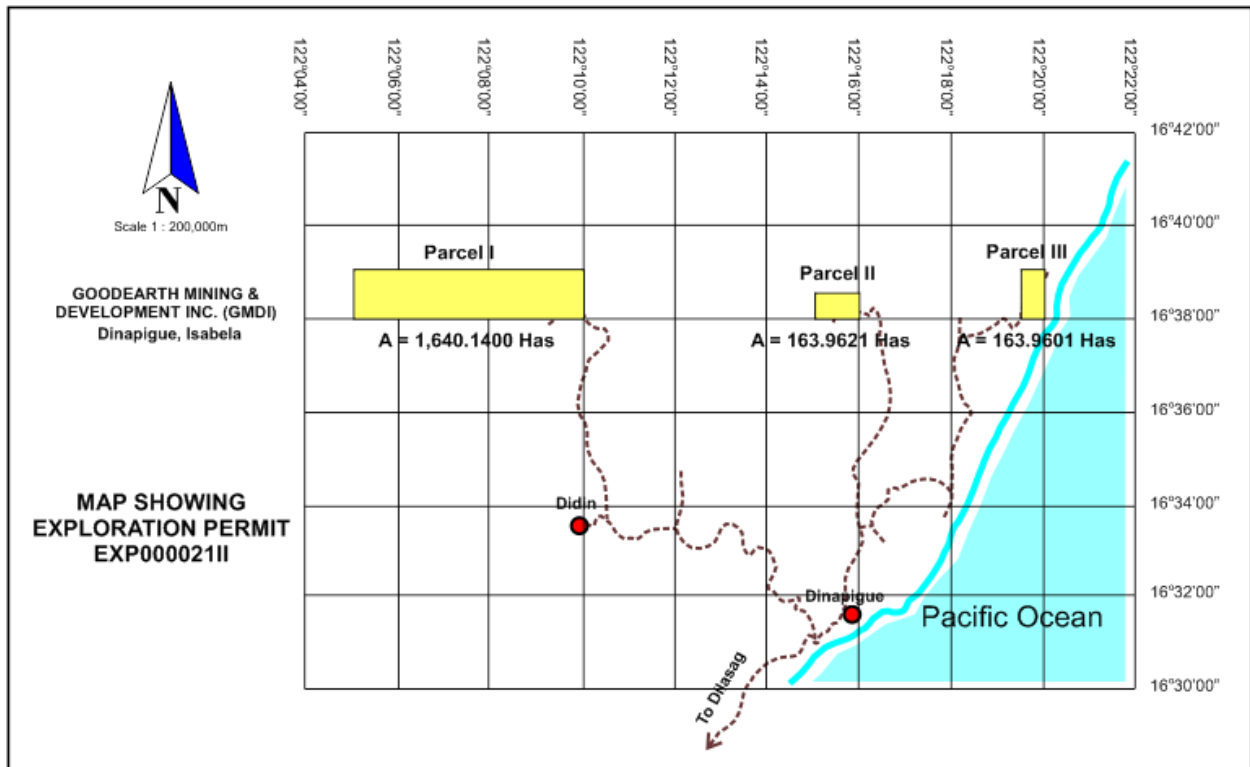 122°04'00"
122°06'00"
122°08'00"
122°10'00"
122°12'00"
122°14'00"
122°16'00"
122°18'00"
122°20'00"
122°22'00"
16°42'00"
N
Scale 1 : 200,000m
16°40'00"
Parcel I
Parcel II
Parcel III
GOODEARTH MINING &
DEVELOPMENT INC. (GMDI)
Dinapigue, Isabela
16°38'00"
A = 1,640.1400 Has
A = 163.9621 Has
A = 163.9601 Has
16°36'00"
MAP SHOWING
EXPLORATION PERMIT
EXP000021II
Didin
16°34'00"
Dinapigue
16°32'00"
Pacific Ocean
To Dilasag
16°30'00"